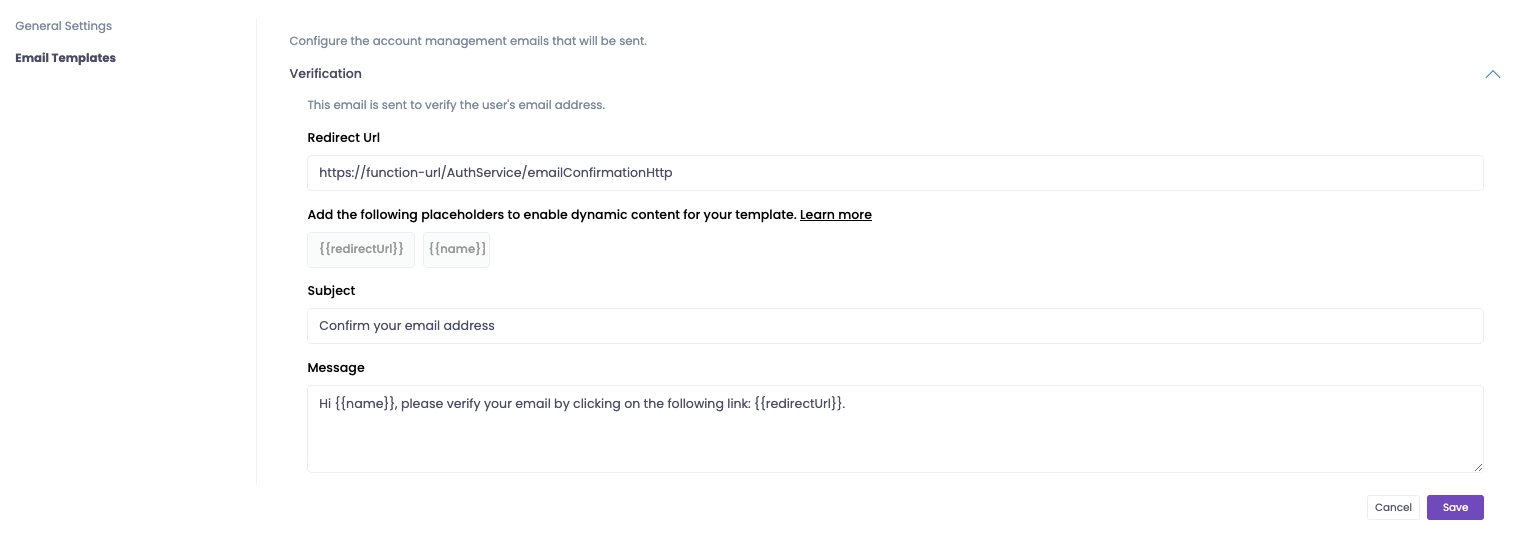 General Settings
Email Templates
Configure the account management emails that will be sent.
Verification
This email is sent to verify the user's email address.
Redirect Url
https://function-url/AuthService/emailConfirmationHttp
Add the following placeholders to enable dynamic content for your template. Learn more
{{redirectUrl}} {{name}]
Subject
Confirm your email address
Message
Hi {{name}}, please verify your email by clicking on the following link: {{redirectUrl}}.
Cancel Save